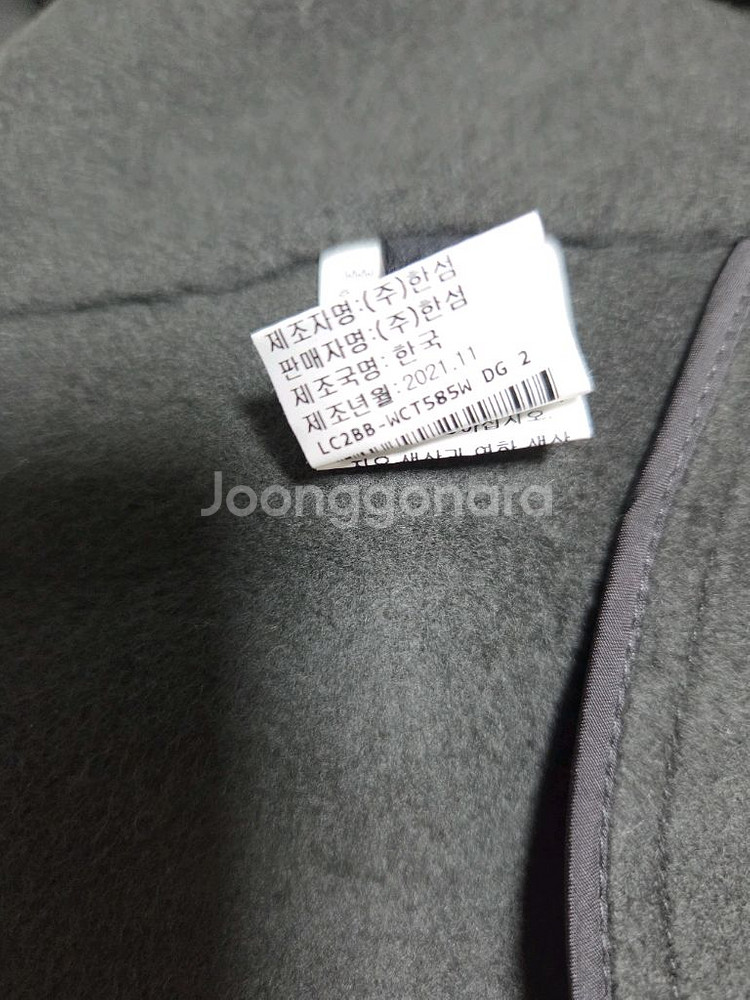 제조자명:(주)한섬
판매자명:(주)한섬
제조국명: 한국
제조년월:2021.11
LC2BB-WCT585W DG 2
Joonggonara